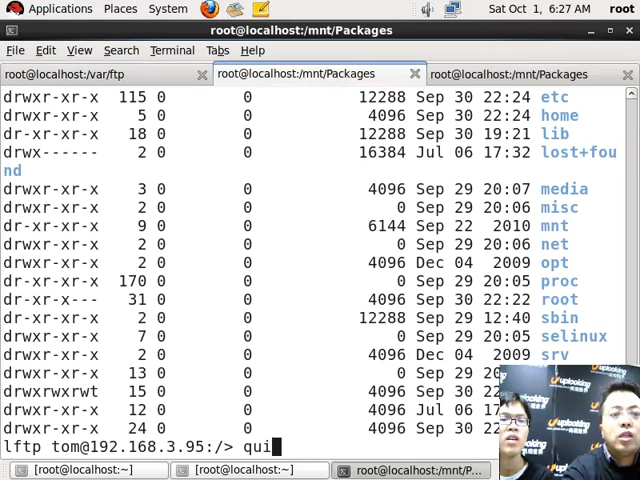 Applications Places System Sat Oct 1, 6:27 AM root
root@localhost:/mnt/Packages
File Edit View Search Terminal Tabs Help
root@localhost:/var/ftp root@localhost:/mnt/Packages root@localhost:/mnt/Packages
drwxr-xr-x 115 0 0 12288 Sep 30 22:24 etc
drwxr-xr-x 5 0 0 4096 Sep 30 22:24 home
dr-xr-xr-x 18 0 0 12288 Sep 30 19:21 lib
drwx------ 2 0 0 16384 Jul 06 17:32 lost+fou
nd
drwxr-xr-x 3 0 0 4096 Sep 29 20:07 media
drwxr-xr-x 2 0 0 0 Sep 29 20:06 misc
dr-xr-xr-x 9 0 0 6144 Sep 22 2010 mnt
drwxr-xr-x 2 0 0 0 Sep 29 20:06 net
drwxr-xr-x 2 0 0 4096 Dec 04 2009 opt
dr-xr-xr-x 170 0 0 0 Sep 29 20:05 proc
dr-xr-x--- 31 0 0 4096 Sep 30 22:22 root
dr-xr-xr-x 2 0 0 12288 Sep 29 12:40 sbin
drwxr-xr-x 7 0 0 0 Sep 29 20:05 selinux
drwxr-xr-x 2 0 0 4096 Dec 04 2009 srv
drwxr-xr-x 13 0 0 0 Sep 29
drwxrwxrwt 15 0 0 4096 Sep 30
drwxr-xr-x 12 0 0 4096 Jul 06
drwxr-xr-x 24 0 0 4096 Sep 30
lftp tom@192.168.3.95:/> qui
[root@localhost:~] [root@localhost:~] root@localhost:/mnt/P...
uplooking
uplooking